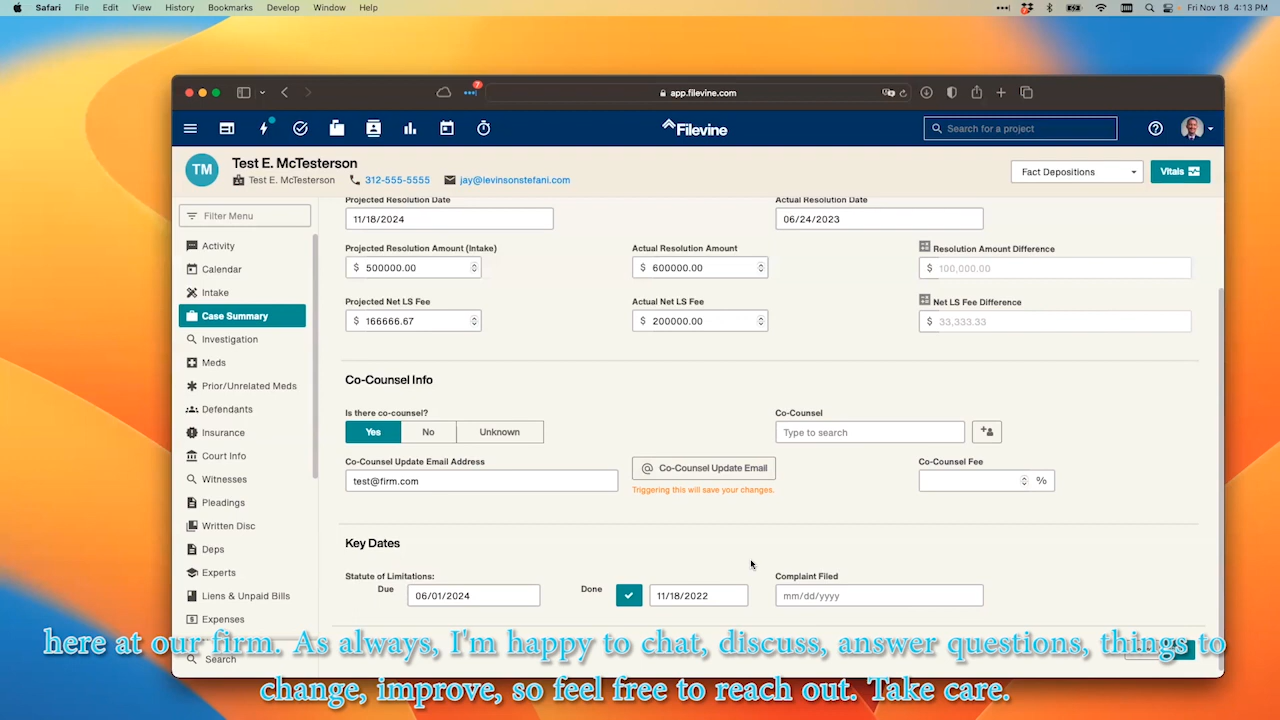 Safari File Edit View History Bookmarks Develop Window Help Fri Nov 18 4:13 PM
7
app.filevine.com
Filevine
Search for a project
TM
Test E. McTesterson
Test E. McTesterson 312-555-5555 jay@levinsonstefani.com
Fact Depositions
Vitals
Filter Menu
Activity
Calendar
Intake
Case Summary
Investigation
Meds
Prior/Unrelated Meds
Defendants
Insurance
Court Info
Witnesses
Pleadings
Written Disc
Deps
Experts
Liens & Unpaid Bills
Expenses
Search
Projected Resolution Date Actual Resolution Date
11/18/2024 06/24/2023
Projected Resolution Amount (Intake) Actual Resolution Amount Resolution Amount Difference
$ 500000.00 $ 600000.00 $ 100,000.00
Projected Net LS Fee Actual Net LS Fee Net LS Fee Difference
$ 166666.67 $ 200000.00 $ 33,333.33
Co-Counsel Info
Is there co-counsel? Co-Counsel
Yes No Unknown Type to search
Co-Counsel Update Email Address @ Co-Counsel Update Email Co-Counsel Fee
test@firm.com %
Triggering this will save your changes.
Key Dates
Statute of Limitations: Complaint Filed
Due 06/01/2024 Done 11/18/2022 mm/dd/yyyy
here at our firm. As always, I'm happy to chat, discuss, answer questions, things to
change, improve, so feel free to reach out. Take care.